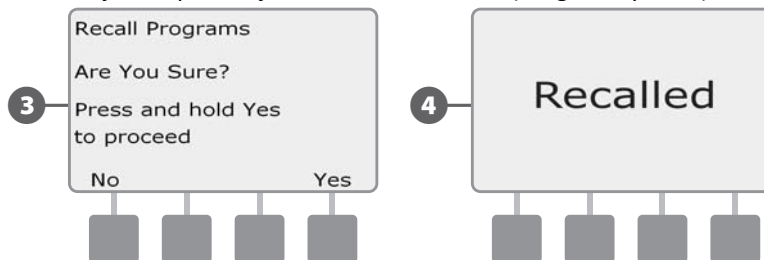 Recall Programs
Are You Sure?
3
Press and hold Yes
to proceed
No Yes
4
Recalled